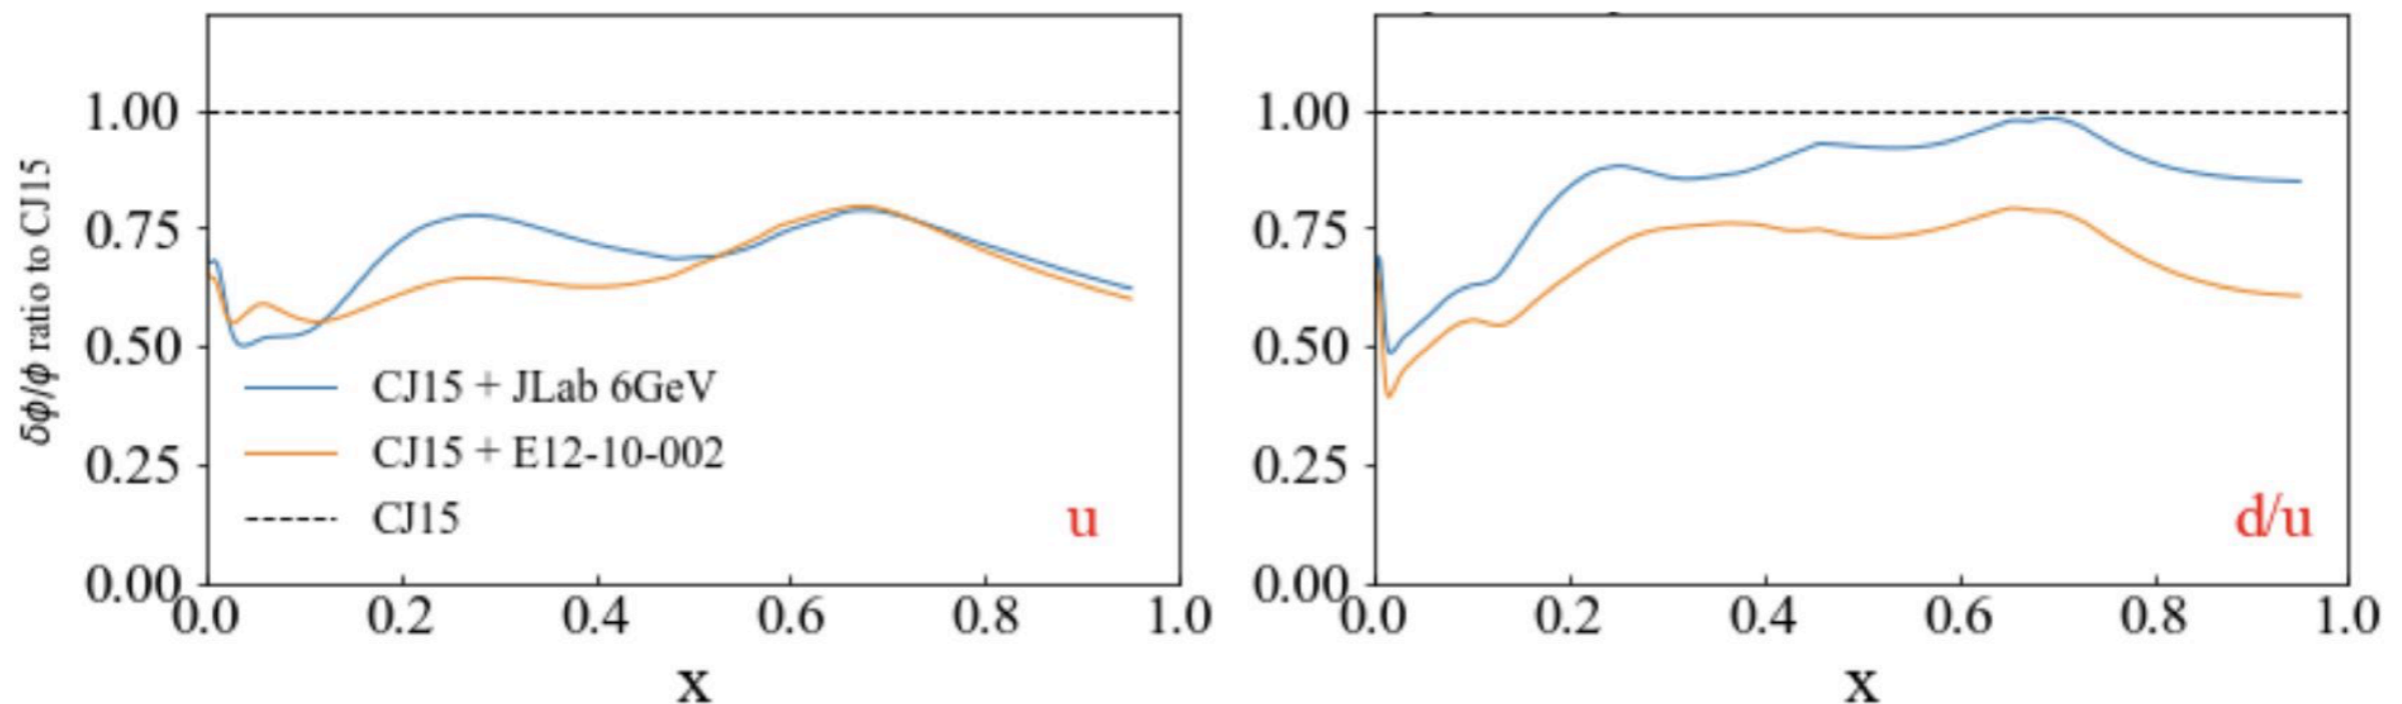 δϕ/ϕ ratio to CJ15
1.00
0.75
0.50
0.25
0.00
CJ15 + JLab 6GeV
CJ15 + E12-10-002
CJ15
u
0.0 0.2 0.4 0.6 0.8 1.0
x
1.00
0.75
0.50
0.25
0.00
d/u
0.0 0.2 0.4 0.6 0.8 1.0
x